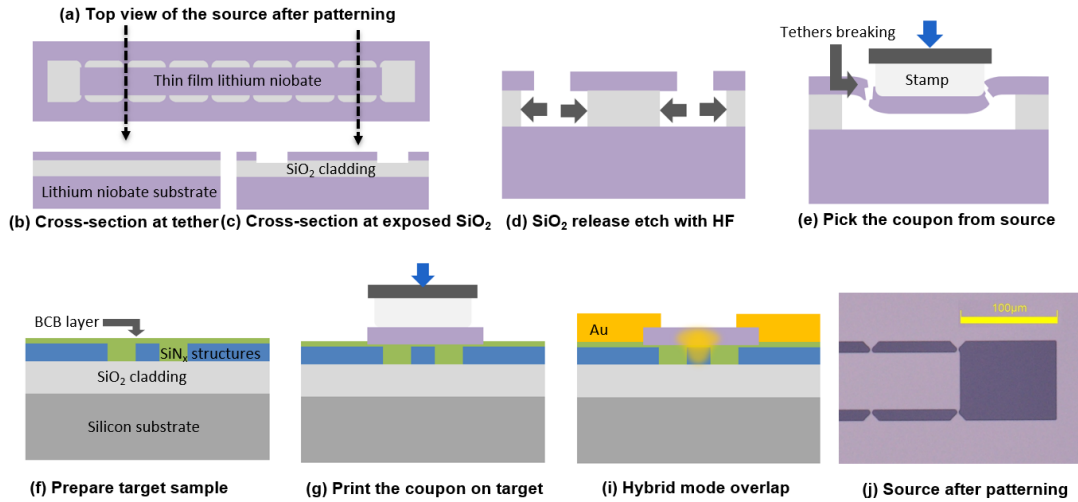 (a) Top view of the source after patterning
Thin film lithium niobate
SiO₂ cladding
Lithium niobate substrate
(b) Cross-section at tether
(c) Cross-section at exposed SiO₂
(d) SiO₂ release etch with HF
Tethers breaking
Stamp
(e) Pick the coupon from source
BCB layer
SiNₓ structures
SiO₂ cladding
Silicon substrate
(f) Prepare target sample
(g) Print the coupon on target
Au
(i) Hybrid mode overlap
100µm
(j) Source after patterning